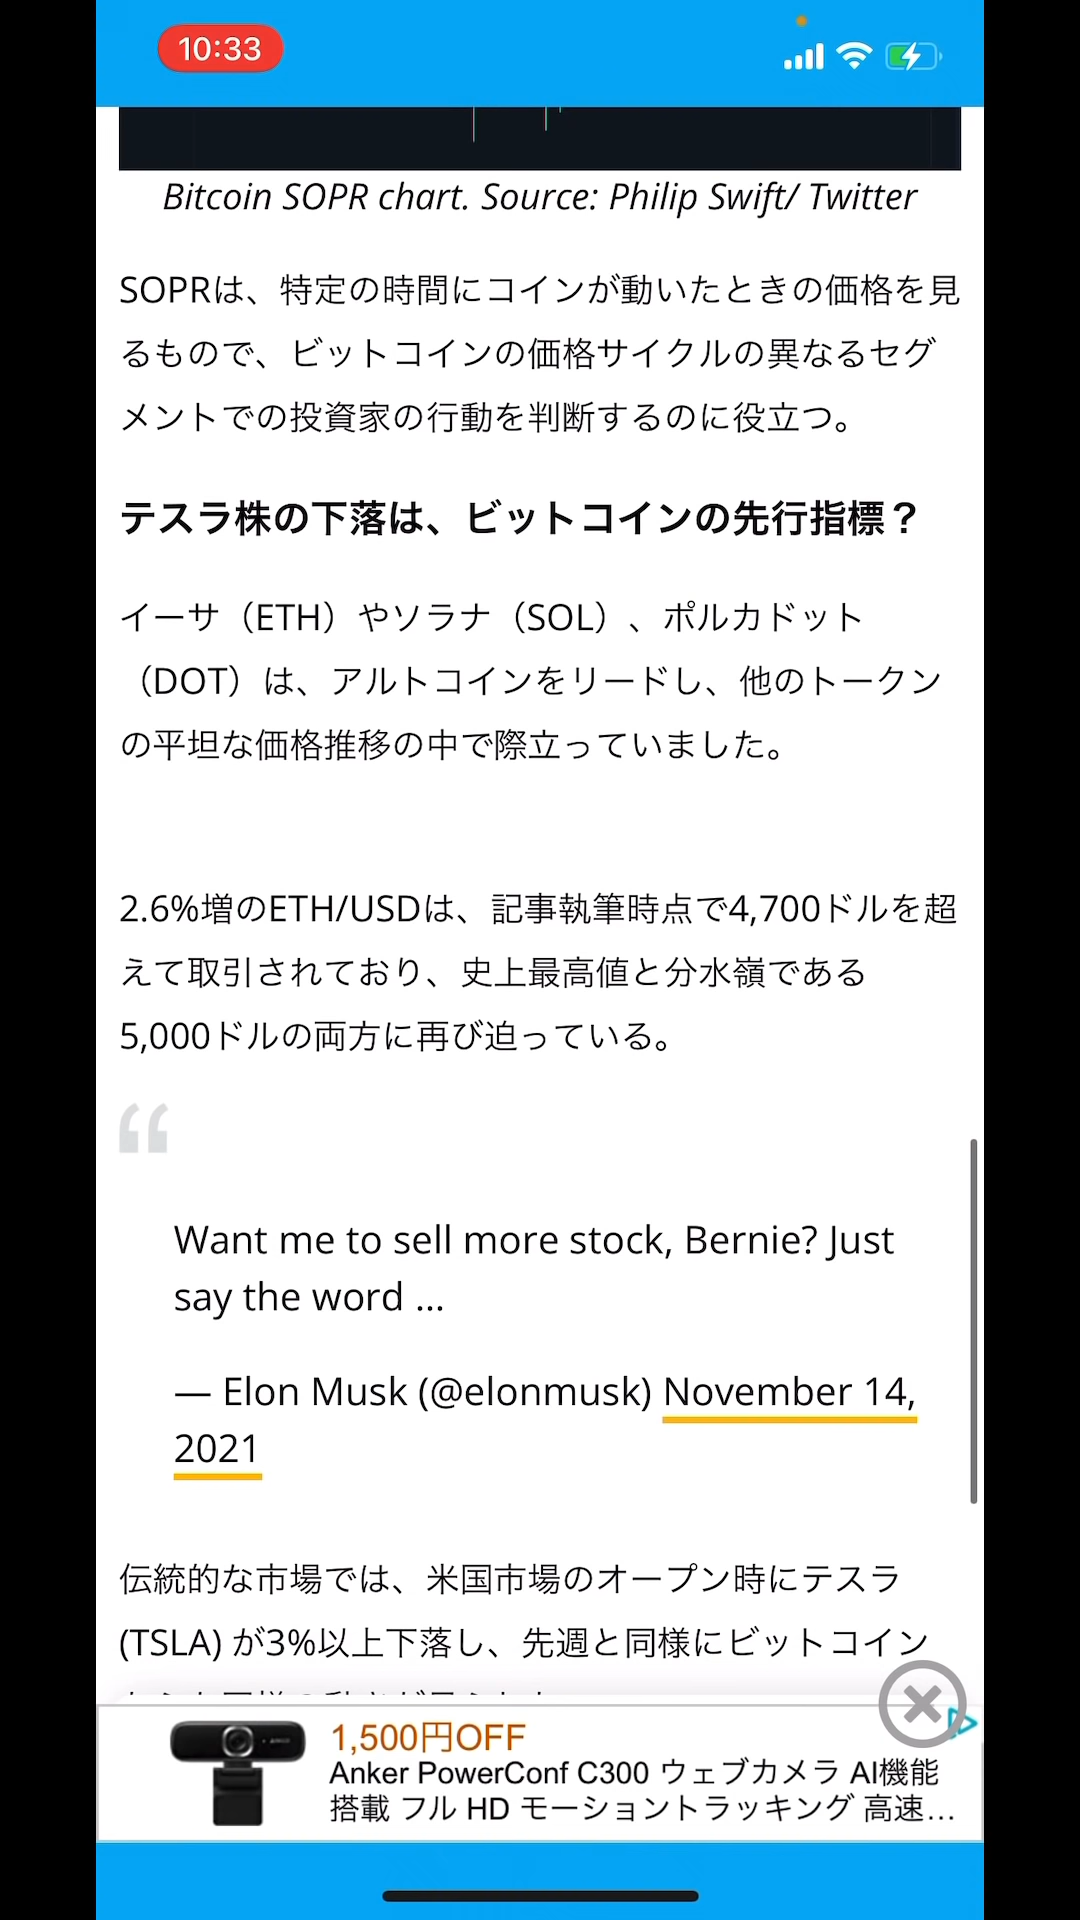 10:33
Bitcoin SOPR chart. Source: Philip Swift/ Twitter
SOPRは、特定の時間にコインが動いたときの価格を見
るもので、ビットコインの価格サイクルの異なるセグ
メントでの投資家の行動を判断するのに役立つ。
テスラ株の下落は、ビットコインの先行指標？
イーサ（ETH）やソラナ（SOL）、ポルカドット
（DOT）は、アルトコインをリードし、他のトークン
の平坦な価格推移の中で際立っていました。
2.6%増のETH/USDは、記事執筆時点で4,700ドルを超
えて取引されており、史上最高値と分水嶺である
5,000ドルの両方に再び迫っている。
“
Want me to sell more stock, Bernie? Just
say the word ...
— Elon Musk (@elonmusk) November 14,
2021
伝統的な市場では、米国市場のオープン時にテスラ
(TSLA) が3%以上下落し、先週と同様にビットコイン
1,500円OFF
Anker PowerConf C300 ウェブカメラ AI機能
搭載 フル HD モーショントラッキング 高速...